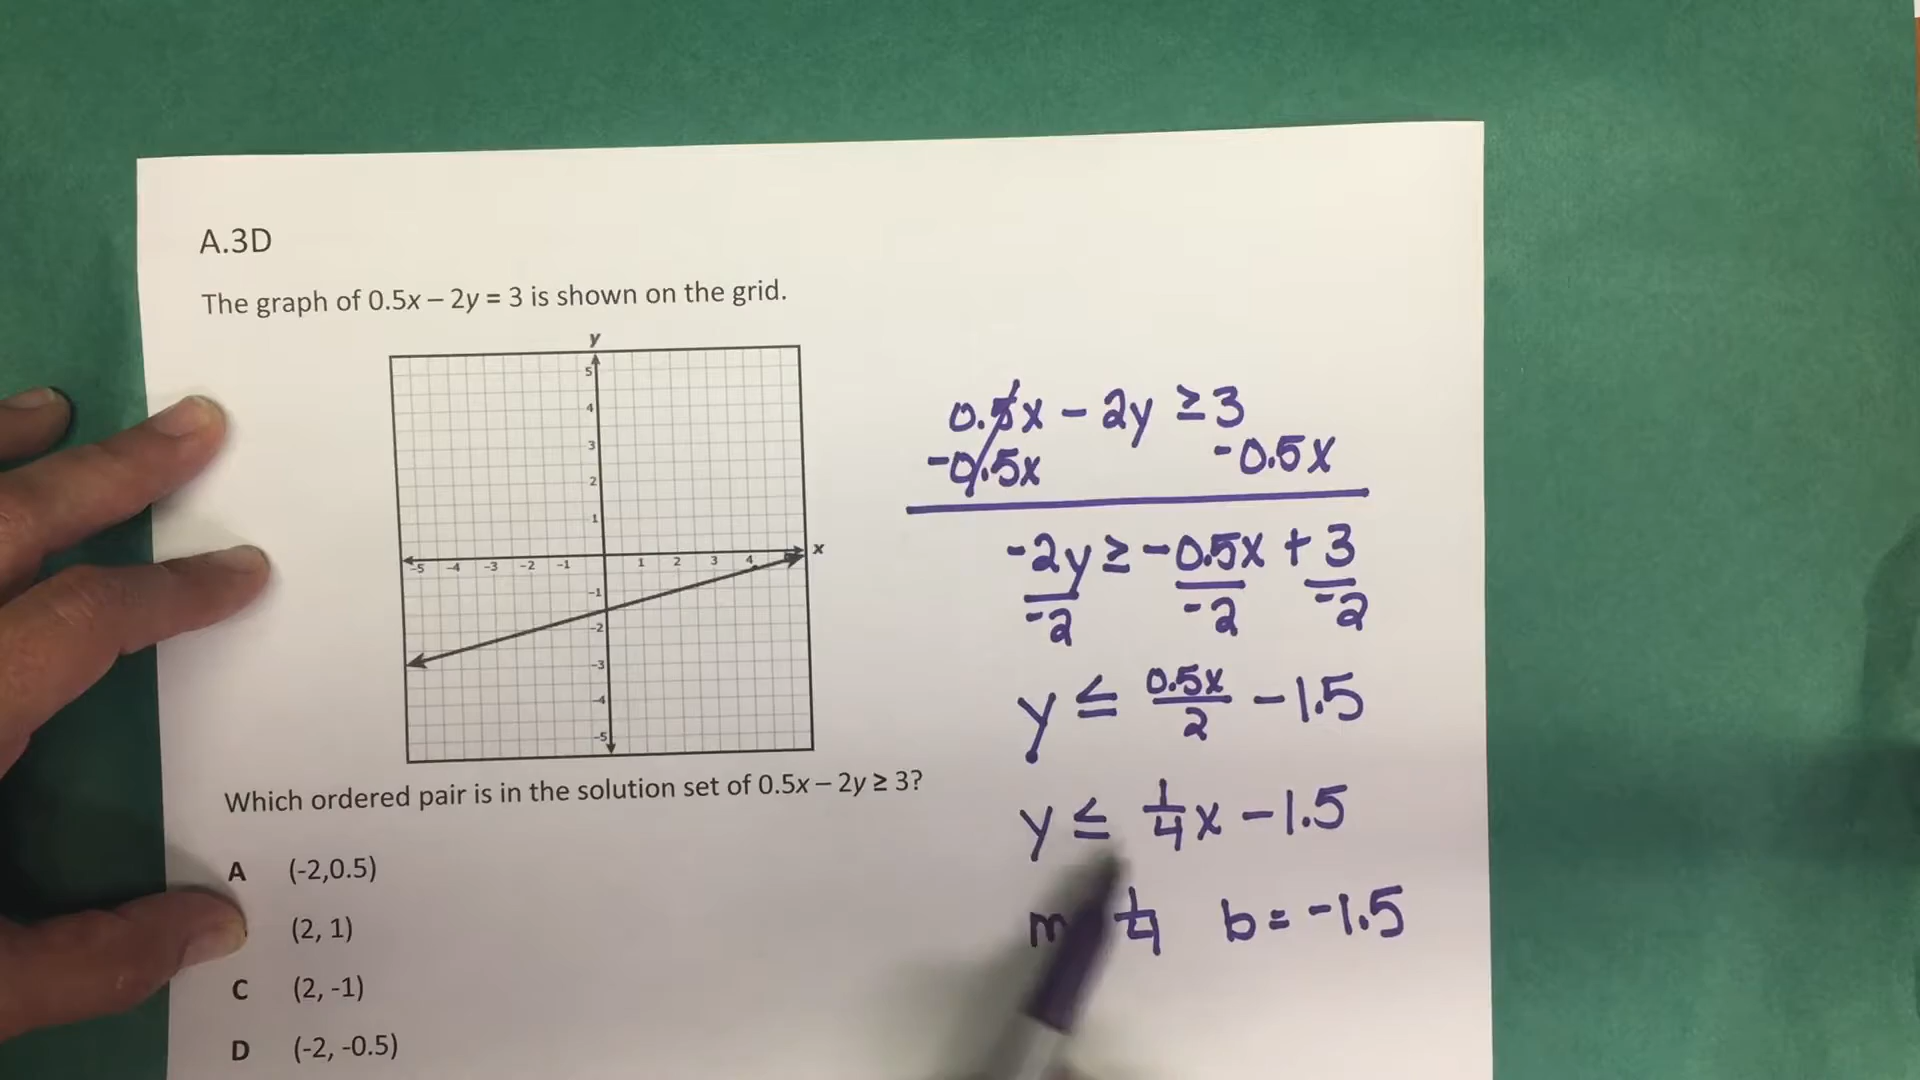 A.3D
The graph of 0.5x – 2y = 3 is shown on the grid.
y
5
4
3
2
1
-5 -4 -3 -2 -1 1 2 3 4 x
-1
-2
-3
-4
-5
Which ordered pair is in the solution set of 0.5x – 2y ≥ 3?
A (-2,0.5)
(2, 1)
C (2, -1)
D (-2, -0.5)
0.5x - 2y ≥ 3
-0.5x -0.5x
-2y ≥ -0.5x + 3
-2 -2 -2
y ≤ 0.5x/2 - 1.5
y ≤ 1/4 x - 1.5
m 1/4 b = -1.5